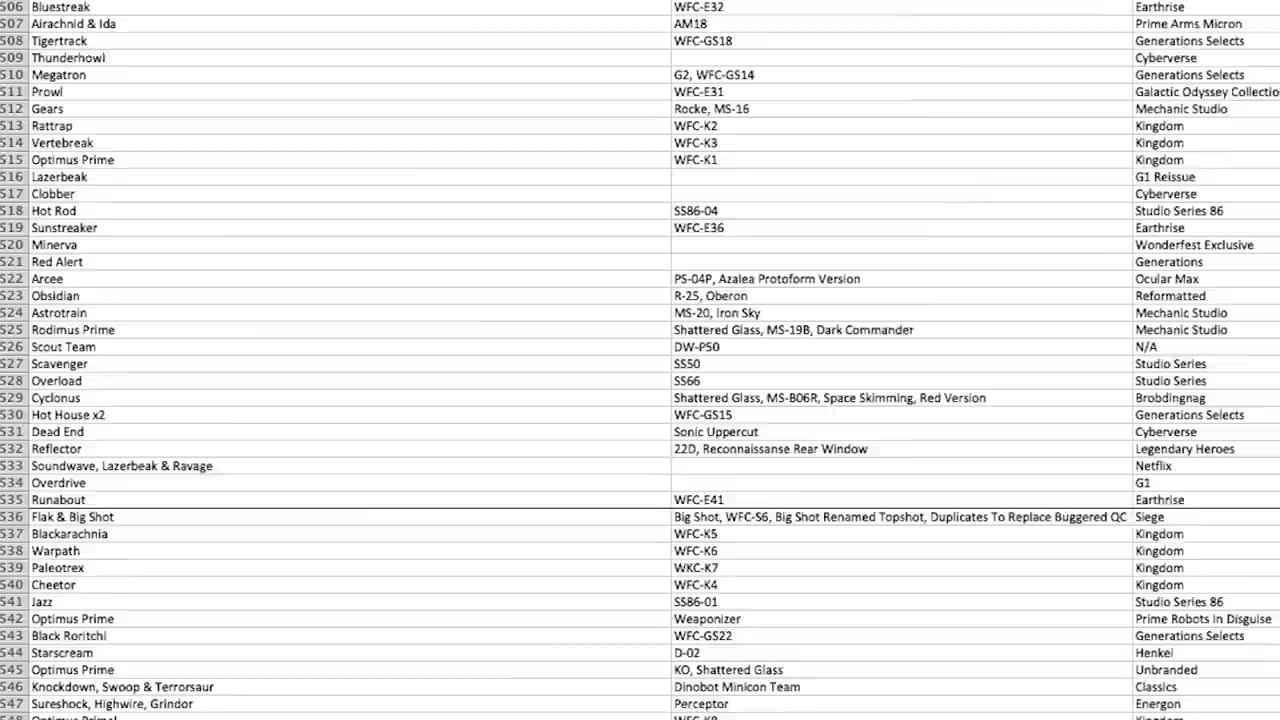 506 Bluestreak WFC-E32 Earthrise
507 Airachnid & Ida AM18 Prime Arms Micron
508 Tigertrack WFC-GS18 Generations Selects
509 Thunderhowl Cyberverse
510 Megatron G2, WFC-GS14 Generations Selects
511 Prowl WFC-E31 Galactic Odyssey Collectio
512 Gears Rocke, MS-16 Mechanic Studio
513 Rattrap WFC-K2 Kingdom
514 Vertebreak WFC-K3 Kingdom
515 Optimus Prime WFC-K1 Kingdom
516 Lazerbeak G1 Reissue
517 Clobber Cyberverse
518 Hot Rod SS86-04 Studio Series 86
519 Sunstreaker WFC-E36 Earthrise
520 Minerva Wonderfest Exclusive
521 Red Alert Generations
522 Arcee PS-04P, Azalea Protoform Version Ocular Max
523 Obsidian R-25, Oberon Reformatted
524 Astrotrain MS-20, Iron Sky Mechanic Studio
525 Rodimus Prime Shattered Glass, MS-19B, Dark Commander Mechanic Studio
526 Scout Team DW-P50 N/A
527 Scavenger SS50 Studio Series
528 Overload SS66 Studio Series
529 Cyclonus Shattered Glass, MS-B06R, Space Skimming, Red Version Brobdingnag
530 Hot House x2 WFC-GS15 Generations Selects
531 Dead End Sonic Uppercut Cyberverse
532 Reflector 22D, Reconnaissanse Rear Window Legendary Heroes
533 Soundwave, Lazerbeak & Ravage Netflix
534 Overdrive G1
535 Runabout WFC-E41 Earthrise
536 Flak & Big Shot Big Shot, WFC-S6, Big Shot Renamed Topshot, Duplicates To Replace Buggered QC Siege
537 Blackarachnia WFC-K5 Kingdom
538 Warpath WFC-K6 Kingdom
539 Paleotrex WKC-K7 Kingdom
540 Cheetor WFC-K4 Kingdom
541 Jazz SS86-01 Studio Series 86
542 Optimus Prime Weaponizer Prime Robots In Disguise
543 Black Roritchi WFC-GS22 Generations Selects
544 Starscream D-02 Henkei
545 Optimus Prime KO, Shattered Glass Unbranded
546 Knockdown, Swoop & Terrorsaur Dinobot Minicon Team Classics
547 Sureshock, Highwire, Grindor Perceptor Energon
548 Optimus Primal WFC-K8 Kingdom